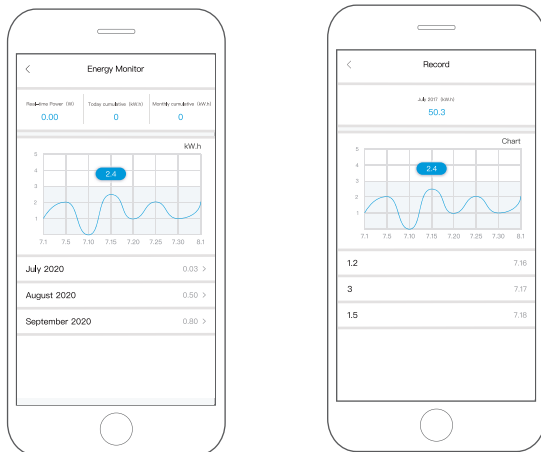 Energy Monitor
Real-time Power (W) Today cumulative (kW.h) Monthly cumulative (kW.h)
0.00 0 0
kW.h
5
4
3
2
1
2.4
7.1 7.5 7.10 7.15 7.20 7.25 7.30 8.1
July 2020 0.03 >
August 2020 0.50 >
September 2020 0.80 >
Record
July 2017 (kW.h)
50.3
Chart
5
4
3
2
1
2.4
7.1 7.5 7.10 7.15 7.20 7.25 7.30 8.1
1.2 7.16
3 7.17
1.5 7.18